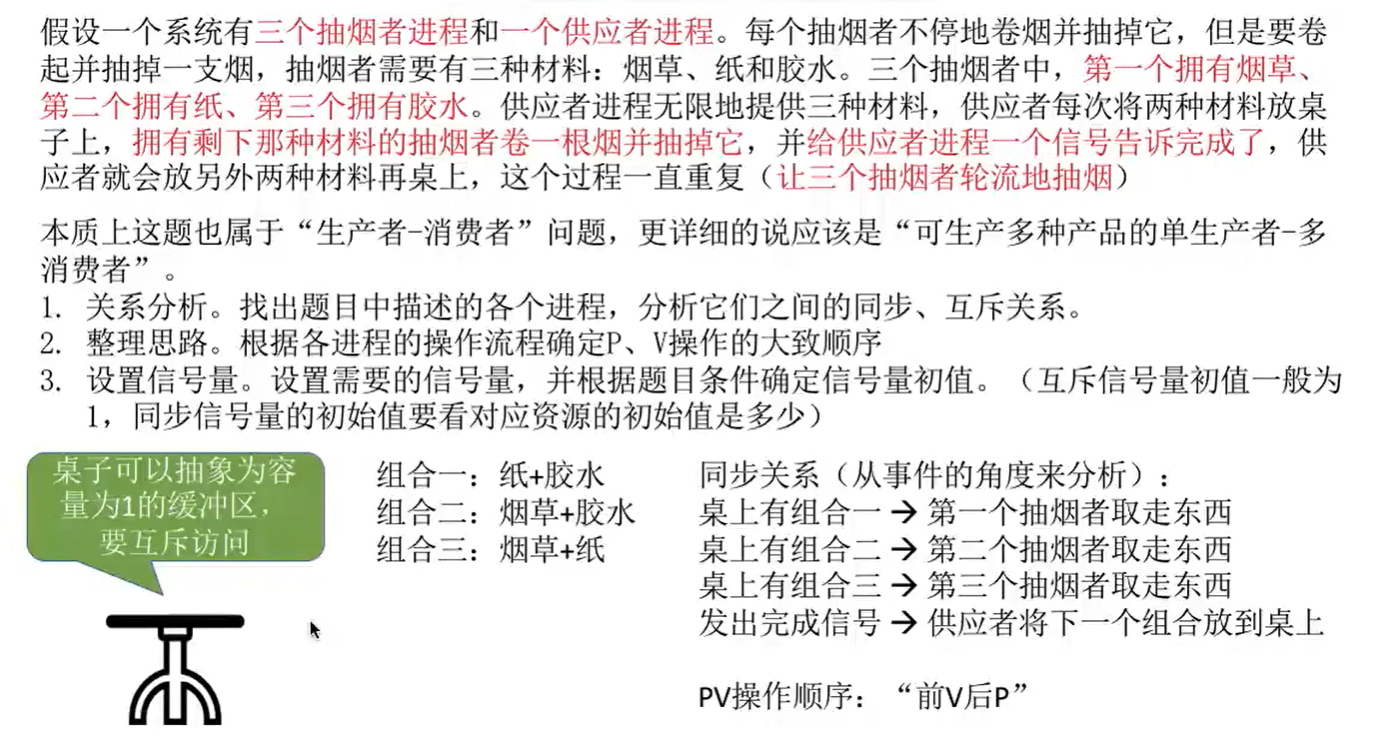 假设一个系统有三个抽烟者进程和一个供应者进程。每个抽烟者不停地卷烟并抽掉它，但是要卷
起并抽掉一支烟，抽烟者需要有三种材料：烟草、纸和胶水。三个抽烟者中，第一个拥有烟草、
第二个拥有纸、第三个拥有胶水。供应者进程无限地提供三种材料，供应者每次将两种材料放桌
子上，拥有剩下那种材料的抽烟者卷一根烟并抽掉它，并给供应者进程一个信号告诉完成了，供
应者就会放另外两种材料再桌上，这个过程一直重复（让三个抽烟者轮流地抽烟）
本质上这题也属于“生产者-消费者”问题，更详细的说应该是“可生产多种产品的单生产者-多
消费者”。
1. 关系分析。找出题目中描述的各个进程，分析它们之间的同步、互斥关系。
2. 整理思路。根据各进程的操作流程确定P、V操作的大致顺序
3. 设置信号量。设置需要的信号量，并根据题目条件确定信号量初值。（互斥信号量初值一般为
1，同步信号量的初始值要看对应资源的初始值是多少）
桌子可以抽象为容
量为1的缓冲区，
要互斥访问
组合一：纸+胶水
组合二：烟草+胶水
组合三：烟草+纸
同步关系（从事件的角度来分析）：
桌上有组合一 → 第一个抽烟者取走东西
桌上有组合二 → 第二个抽烟者取走东西
桌上有组合三 → 第三个抽烟者取走东西
发出完成信号 → 供应者将下一个组合放到桌上
PV操作顺序：“前V后P”